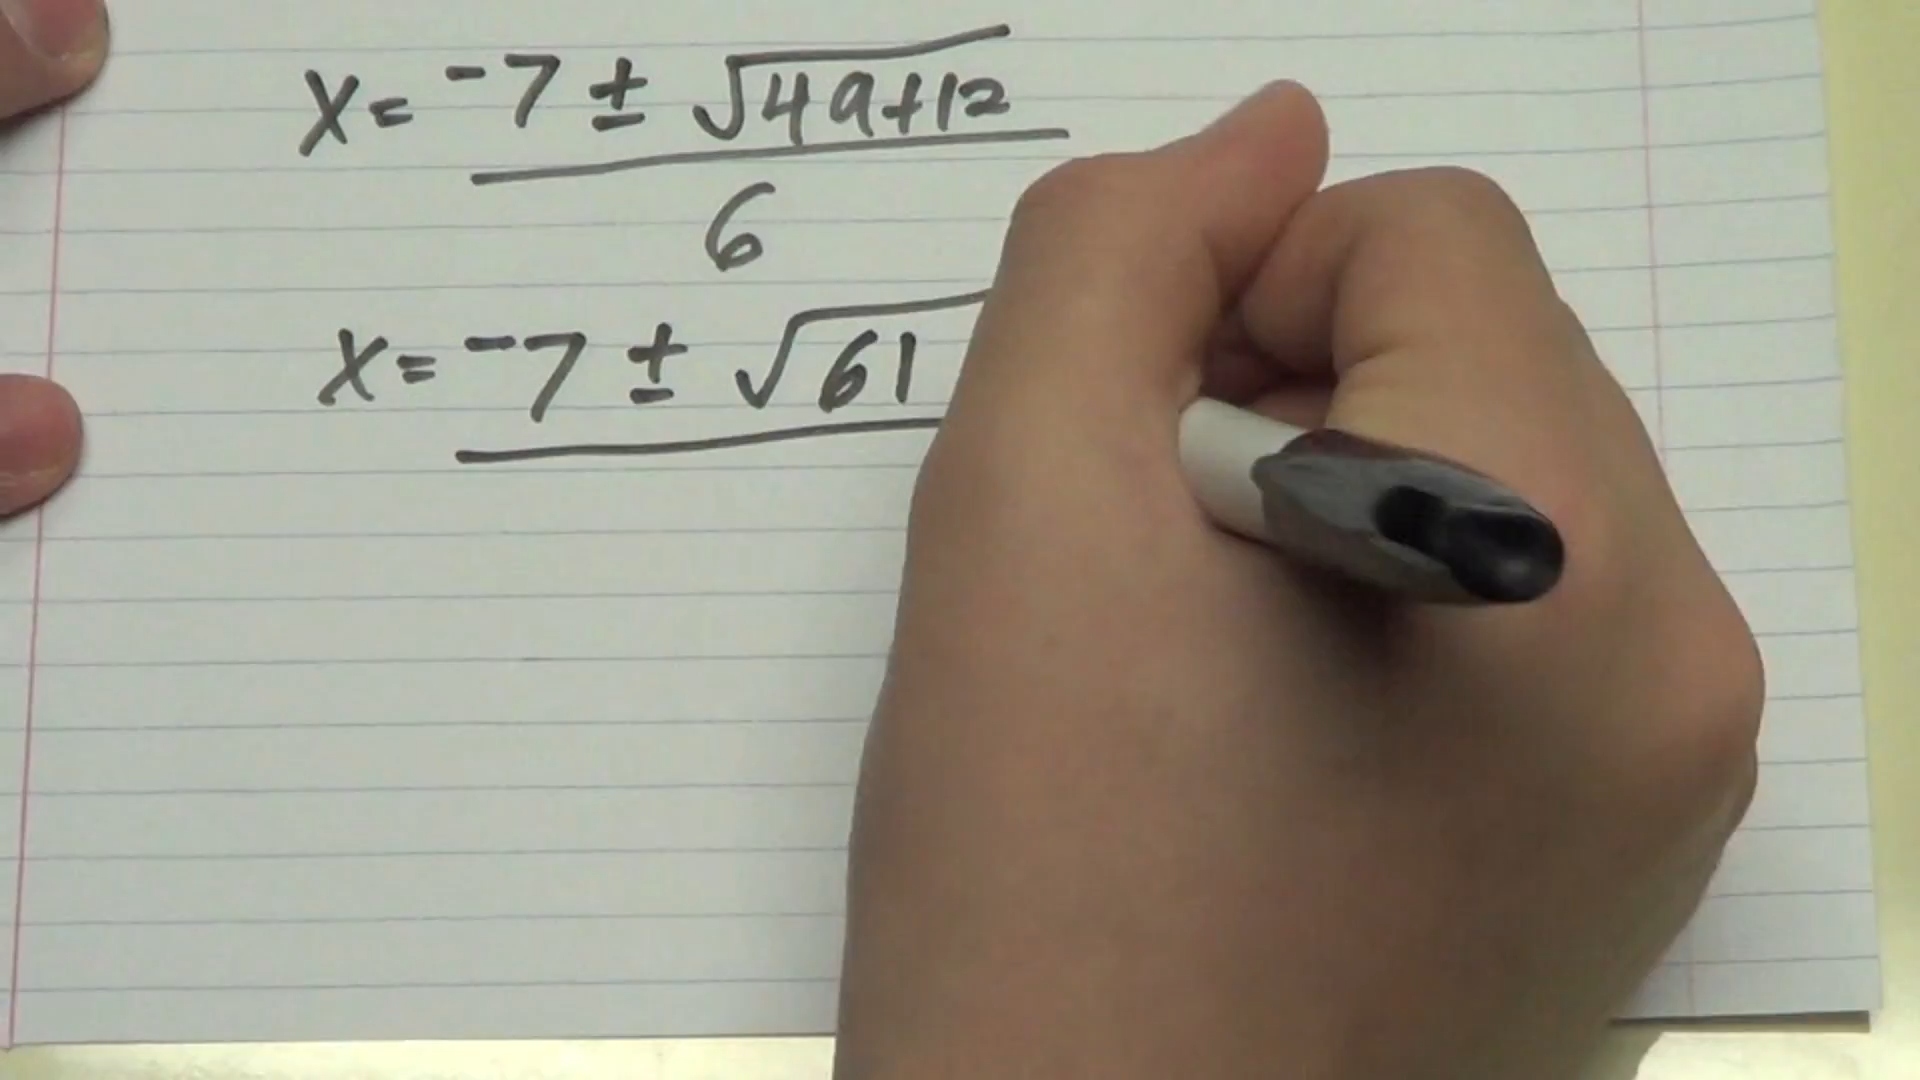 x = -7 ± √49+12
6
x = -7 ± √61